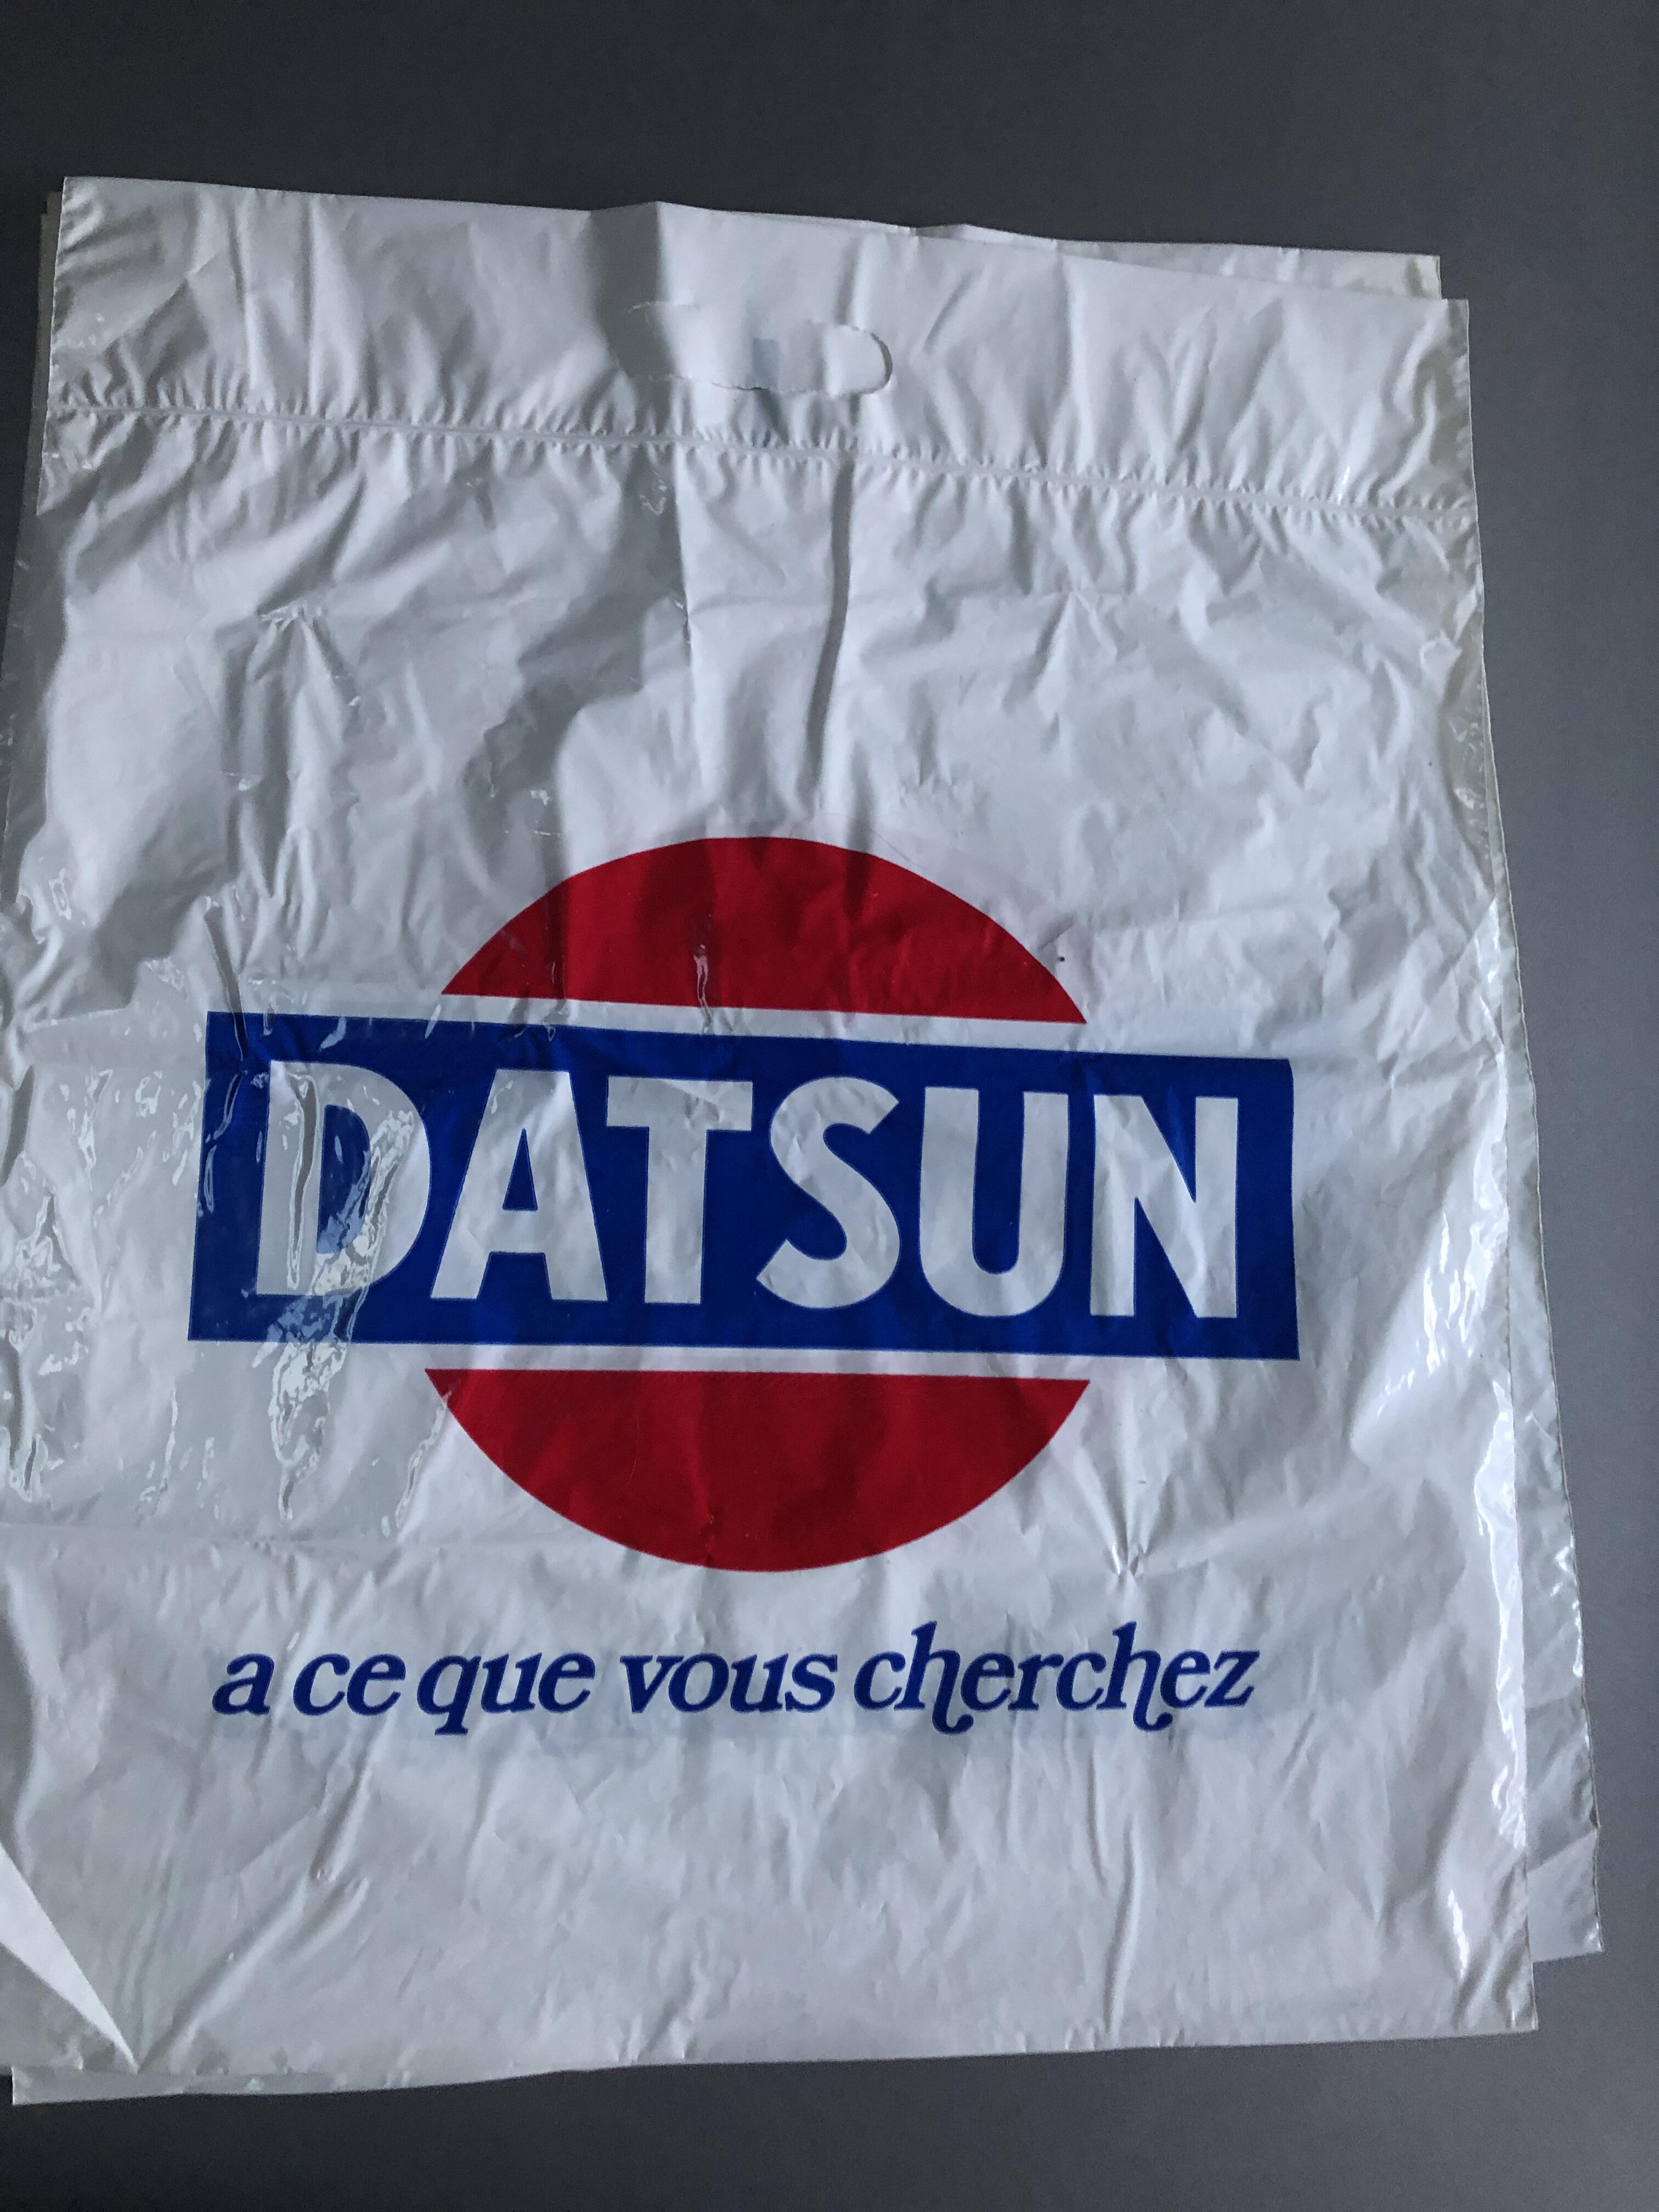 DATSUN
a ce que vous cherchez